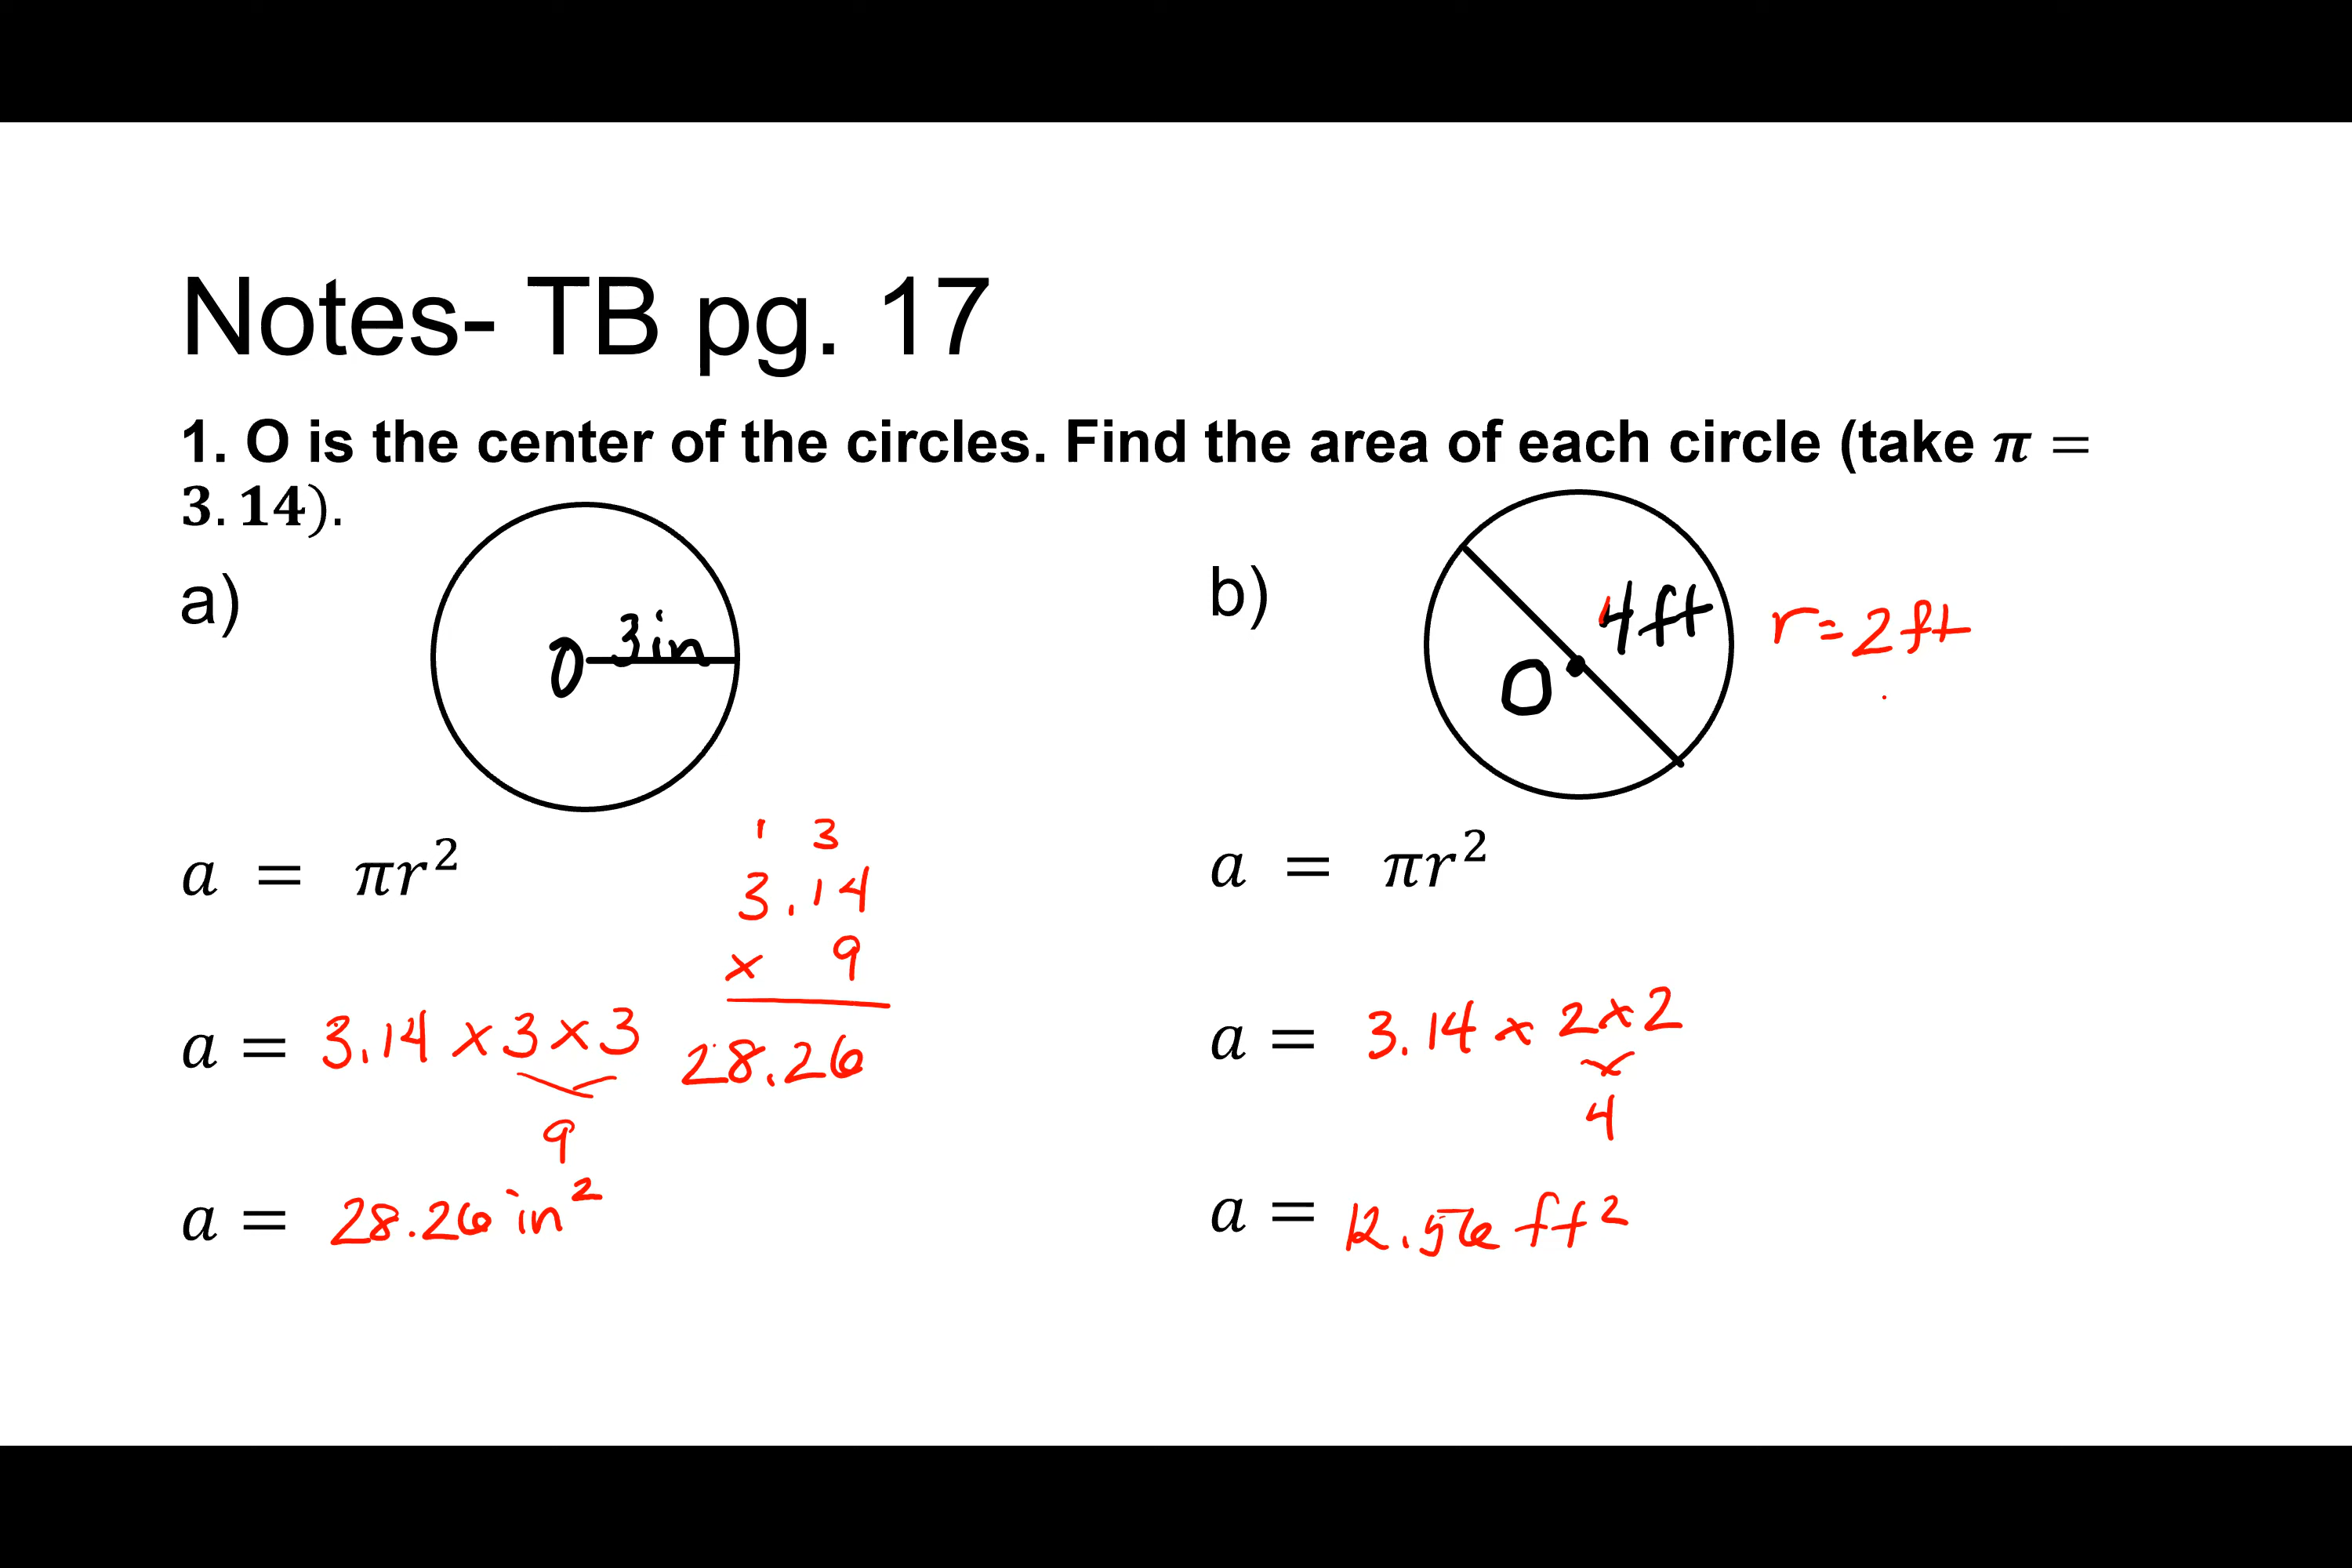 Notes- TB pg. 17
1. O is the center of the circles. Find the area of each circle (take π =
3.14).
a)
O 3in
a = πr²
1 3
3.14
x 9
28.26
a = 3.14 x 3 x 3
9
a = 28.26 in²
b)
4ft
O
r = 2ft
a = πr²
a = 3.14 x 2 x 2
4
a = 12.56 ft²